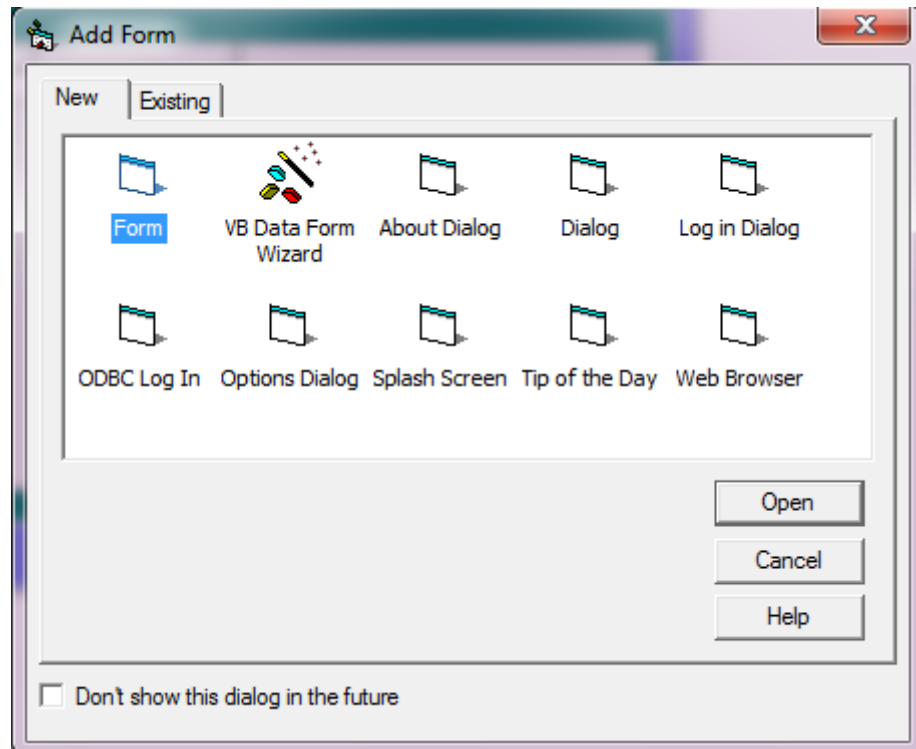 Add Form
New Existing
Form VB Data Form Wizard About Dialog Dialog Log in Dialog
ODBC Log In Options Dialog Splash Screen Tip of the Day Web Browser
Open
Cancel
Help
Don't show this dialog in the future